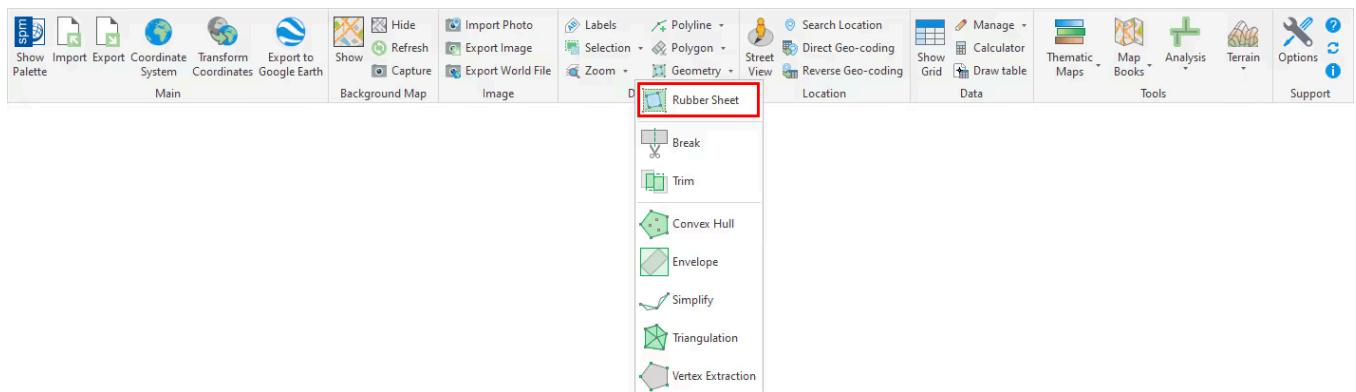 spm
Show
Palette
Import
Export
Coordinate
System
Transform
Coordinates
Export to
Google Earth
Main
Show
Hide
Refresh
Capture
Background Map
Import Photo
Export Image
Export World File
Image
Labels
Selection
Zoom
Polyline
Polygon
Geometry
D
Street
View
Search Location
Direct Geo-coding
Reverse Geo-coding
Location
Show
Grid
Manage
Calculator
Draw table
Data
Thematic
Maps
Map
Books
Analysis
Terrain
Tools
Options
Support
Rubber Sheet
Break
Trim
Convex Hull
Envelope
Simplify
Triangulation
Vertex Extraction